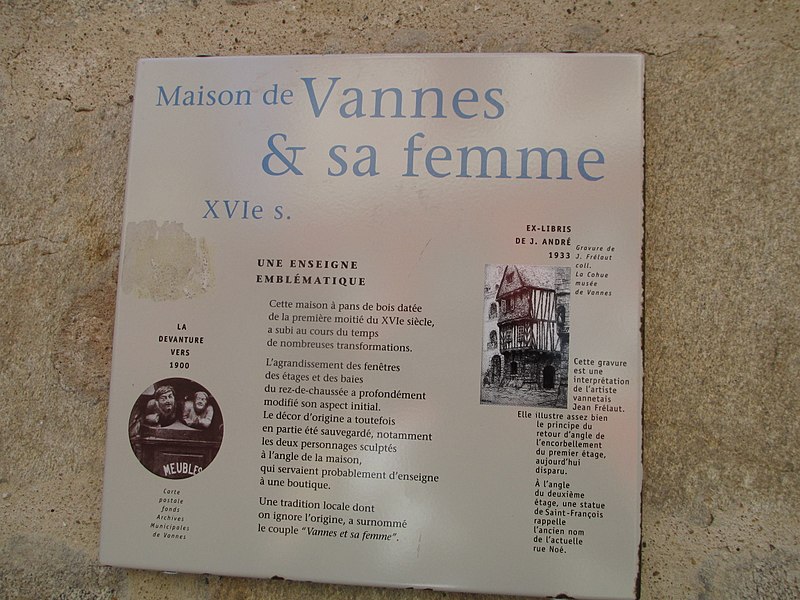 Maison de Vannes
& sa femme
XVIe s.
UNE ENSEIGNE
EMBLÉMATIQUE
Cette maison à pans de bois datée
de la première moitié du XVIe siècle,
a subi au cours du temps
de nombreuses transformations.
L'agrandissement des fenêtres
des étages et des baies
du rez-de-chaussée a profondément
modifié son aspect initial.
Le décor d'origine a toutefois
en partie été sauvegardé, notamment
les deux personnages sculptés
à l'angle de la maison,
qui servaient probablement d'enseigne
à une boutique.
Une tradition locale dont
on ignore l'origine, a surnommé
le couple "Vannes et sa femme".
LA
DEVANTURE
VERS
1900
MEUBLES
Carte
postale
fonds
Archives
Municipales
de Vannes
EX-LIBRIS
DE J. ANDRÉ
1933
Gravure de
J. Frélaut
coll.
La Cohue
musée
de Vannes
Cette gravure
est une
interprétation
de l'artiste
vannetais
Jean Frélaut.
Elle illustre assez bien
le principe du
retour d'angle de
l'encorbellement
du premier étage,
aujourd'hui
disparu.
À l'angle
du deuxième
étage, une statue
de Saint-François
rappelle
l'ancien nom
de l'actuelle
rue Noé.